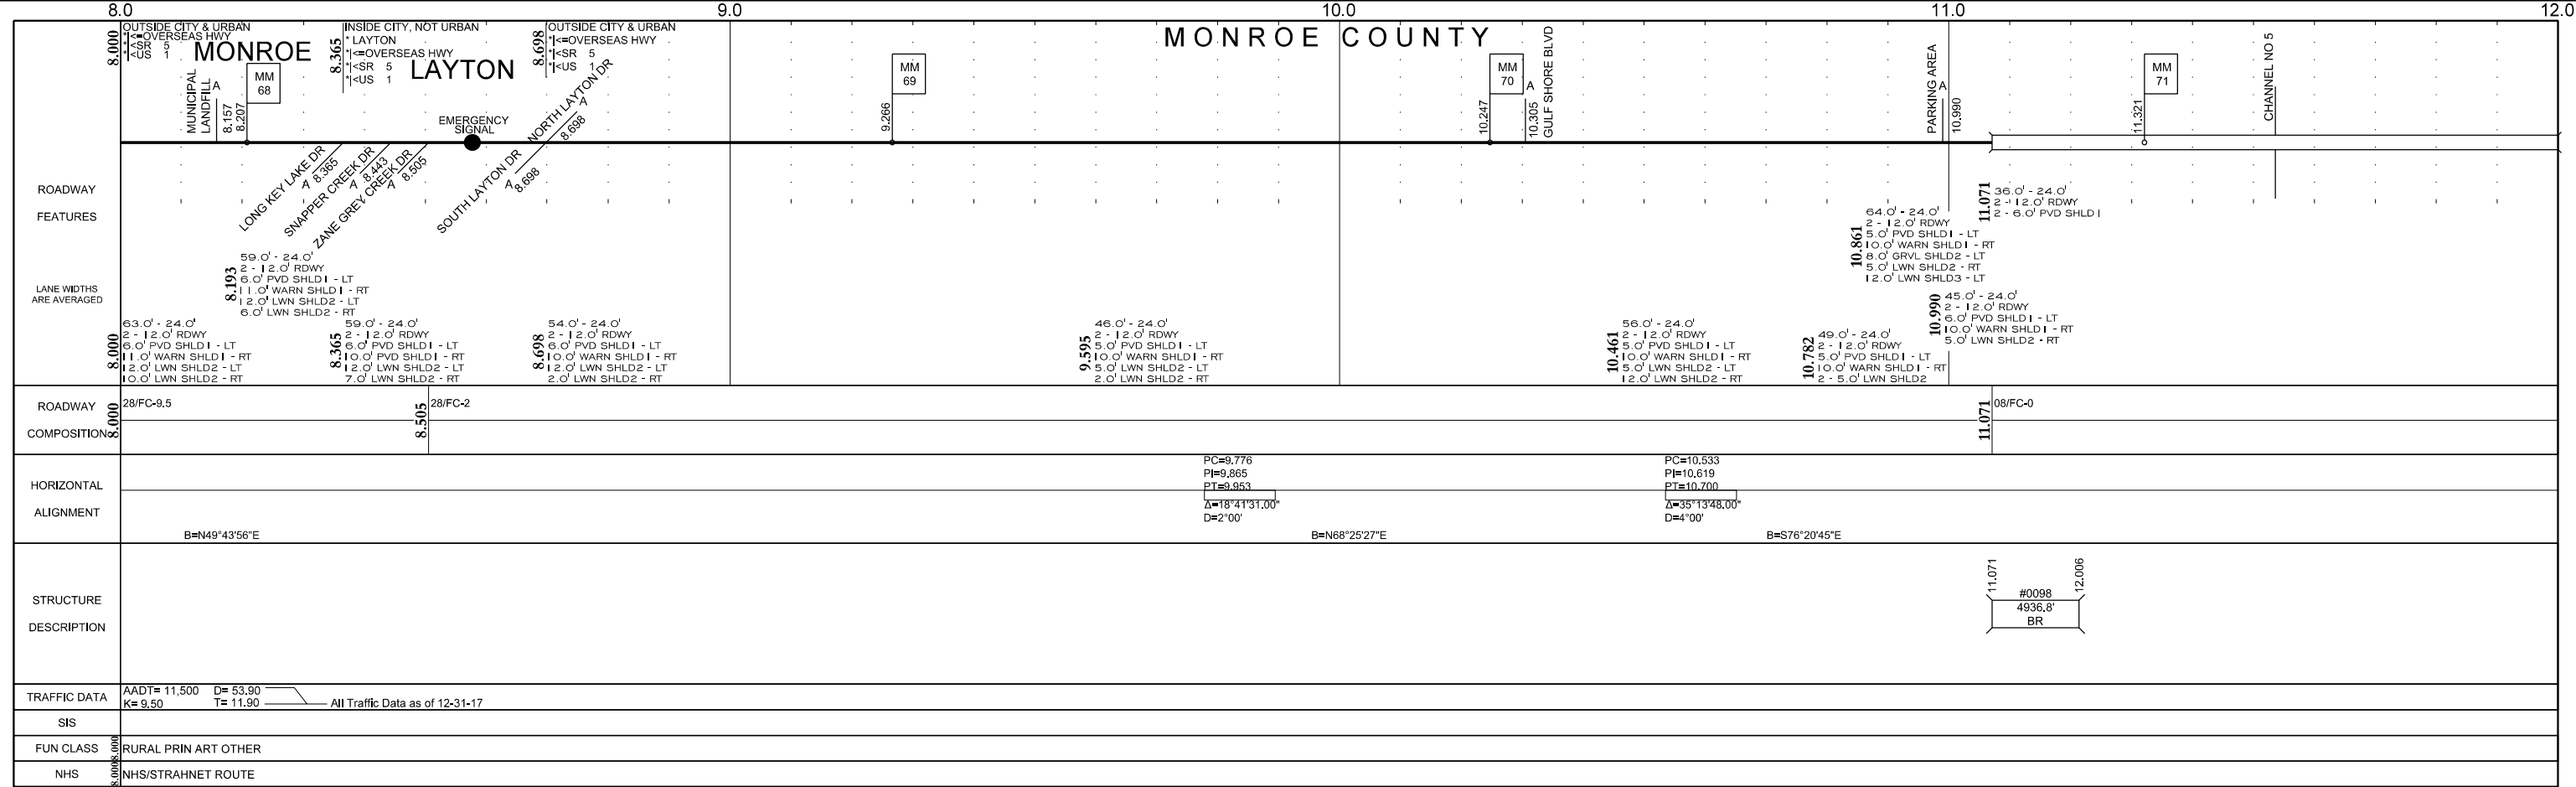 8.0
9.0
10.0
11.0
12.0
8.000
OUTSIDE CITY & URBAN
*|<=OVERSEAS HWY
*|<SR 5
*|<US 1
MONROE
8.365
INSIDE CITY, NOT URBAN
* LAYTON
*|<=OVERSEAS HWY
*|<SR 5
*|<US 1
LAYTON
8.698
OUTSIDE CITY & URBAN
*|<=OVERSEAS HWY
*|<SR 5
*|<US 1
MONROE COUNTY
MUNICIPAL
LANDFILL
A
8.157
8.207
MM
68
EMERGENCY
SIGNAL
NORTH LAYTON DR
A
8.698
9.266
MM
69
10.247
MM
70
A
10.305
GULF SHORE BLVD
PARKING AREA
A
10.990
11.321
MM
71
CHANNEL NO 5
LONG KEY LAKE DR
A 8.365
SNAPPER CREEK DR
A 8.443
ZANE GREY CREEK DR
A 8.505
SOUTH LAYTON DR
A 8.698
ROADWAY
FEATURES
LANE WIDTHS
ARE AVERAGED
8.000
63.0' - 24.0'
2 - 12.0' RDWY
6.0' PVD SHLD1 - LT
11.0' WARN SHLD1 - RT
12.0' LWN SHLD2 - LT
10.0' LWN SHLD2 - RT
8.193
59.0' - 24.0'
2 - 12.0' RDWY
6.0' PVD SHLD1 - LT
11.0' WARN SHLD1 - RT
12.0' LWN SHLD2 - LT
6.0' LWN SHLD2 - RT
8.365
59.0' - 24.0'
2 - 12.0' RDWY
6.0' PVD SHLD1 - LT
10.0' PVD SHLD1 - RT
12.0' LWN SHLD2 - LT
7.0' LWN SHLD2 - RT
8.698
54.0' - 24.0'
2 - 12.0' RDWY
6.0' PVD SHLD1 - LT
10.0' WARN SHLD1 - RT
12.0' LWN SHLD2 - LT
2.0' LWN SHLD2 - RT
9.595
46.0' - 24.0'
2 - 12.0' RDWY
5.0' PVD SHLD1 - LT
10.0' WARN SHLD1 - RT
5.0' LWN SHLD2 - LT
2.0' LWN SHLD2 - RT
10.461
56.0' - 24.0'
2 - 12.0' RDWY
5.0' PVD SHLD1 - LT
10.0' WARN SHLD1 - RT
5.0' LWN SHLD2 - LT
12.0' LWN SHLD2 - RT
10.782
49.0' - 24.0'
2 - 12.0' RDWY
5.0' PVD SHLD1 - LT
10.0' WARN SHLD1 - RT
2 - 5.0' LWN SHLD2
10.861
64.0' - 24.0'
2 - 12.0' RDWY
5.0' PVD SHLD1 - LT
10.0' WARN SHLD1 - RT
8.0' GRVL SHLD2 - LT
5.0' LWN SHLD2 - RT
12.0' LWN SHLD3 - LT
10.990
45.0' - 24.0'
2 - 12.0' RDWY
6.0' PVD SHLD1 - LT
10.0' WARN SHLD1 - RT
5.0' LWN SHLD2 - RT
11.071
36.0' - 24.0'
2 - 12.0' RDWY
2 - 6.0' PVD SHLD1
ROADWAY
COMPOSITION
8.000
28/FC-9.5
8.505
28/FC-2
11.071
08/FC-0
HORIZONTAL
ALIGNMENT
B=N49°43'56"E
PC=9.776
PI=9.865
PT=9.953
Δ=18°41'31.00"
D=2°00'
B=N68°25'27"E
PC=10.533
PI=10.619
PT=10.700
Δ=35°13'48.00"
D=4°00'
B=S76°20'45"E
STRUCTURE
DESCRIPTION
11.071
12.006
#0098
4936.8'
BR
TRAFFIC DATA
AADT= 11,500 D= 53.90
K= 9.50 T= 11.90
All Traffic Data as of 12-31-17
SIS
FUN CLASS
8.000
RURAL PRIN ART OTHER
NHS
8.000
NHS/STRAHNET ROUTE